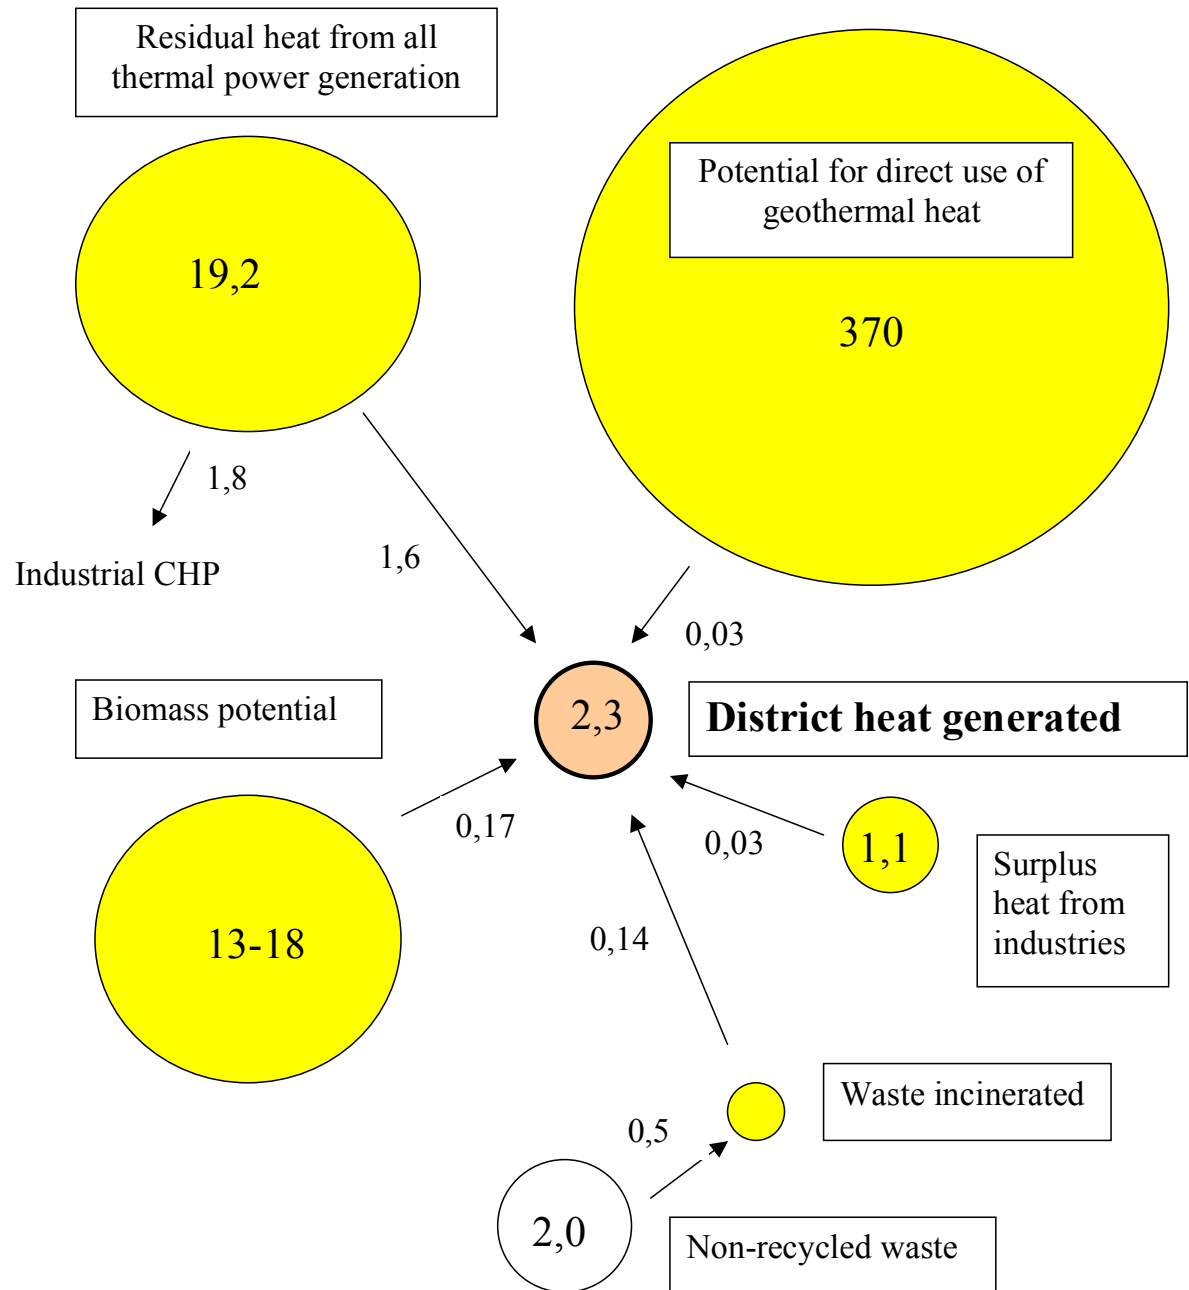 Residual heat from all
thermal power generation
19,2
Potential for direct use of
geothermal heat
370
1,8
Industrial CHP
1,6
0,03
Biomass potential
2,3
District heat generated
0,17
13-18
0,03
1,1
Surplus
heat from
industries
0,14
Waste incinerated
0,5
2,0
Non-recycled waste